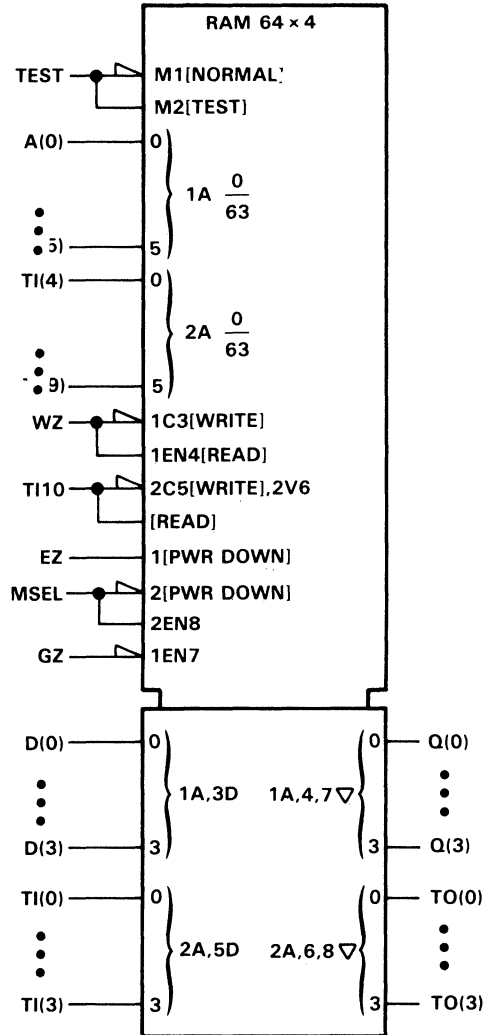 RAM 64 × 4
TEST M1[NORMAL]
M2[TEST]
A(0) 0
1A 0/63
5) 5
TI(4) 0
2A 0/63
9) 5
WZ 1C3[WRITE]
1EN4[READ]
TI10 2C5[WRITE],2V6
[READ]
EZ 1[PWR DOWN]
MSEL 2[PWR DOWN]
2EN8
GZ 1EN7
D(0) 0 0 Q(0)
1A,3D 1A,4,7 ▽
D(3) 3 3 Q(3)
TI(0) 0 0 TO(0)
2A,5D 2A,6,8 ▽
TI(3) 3 3 TO(3)